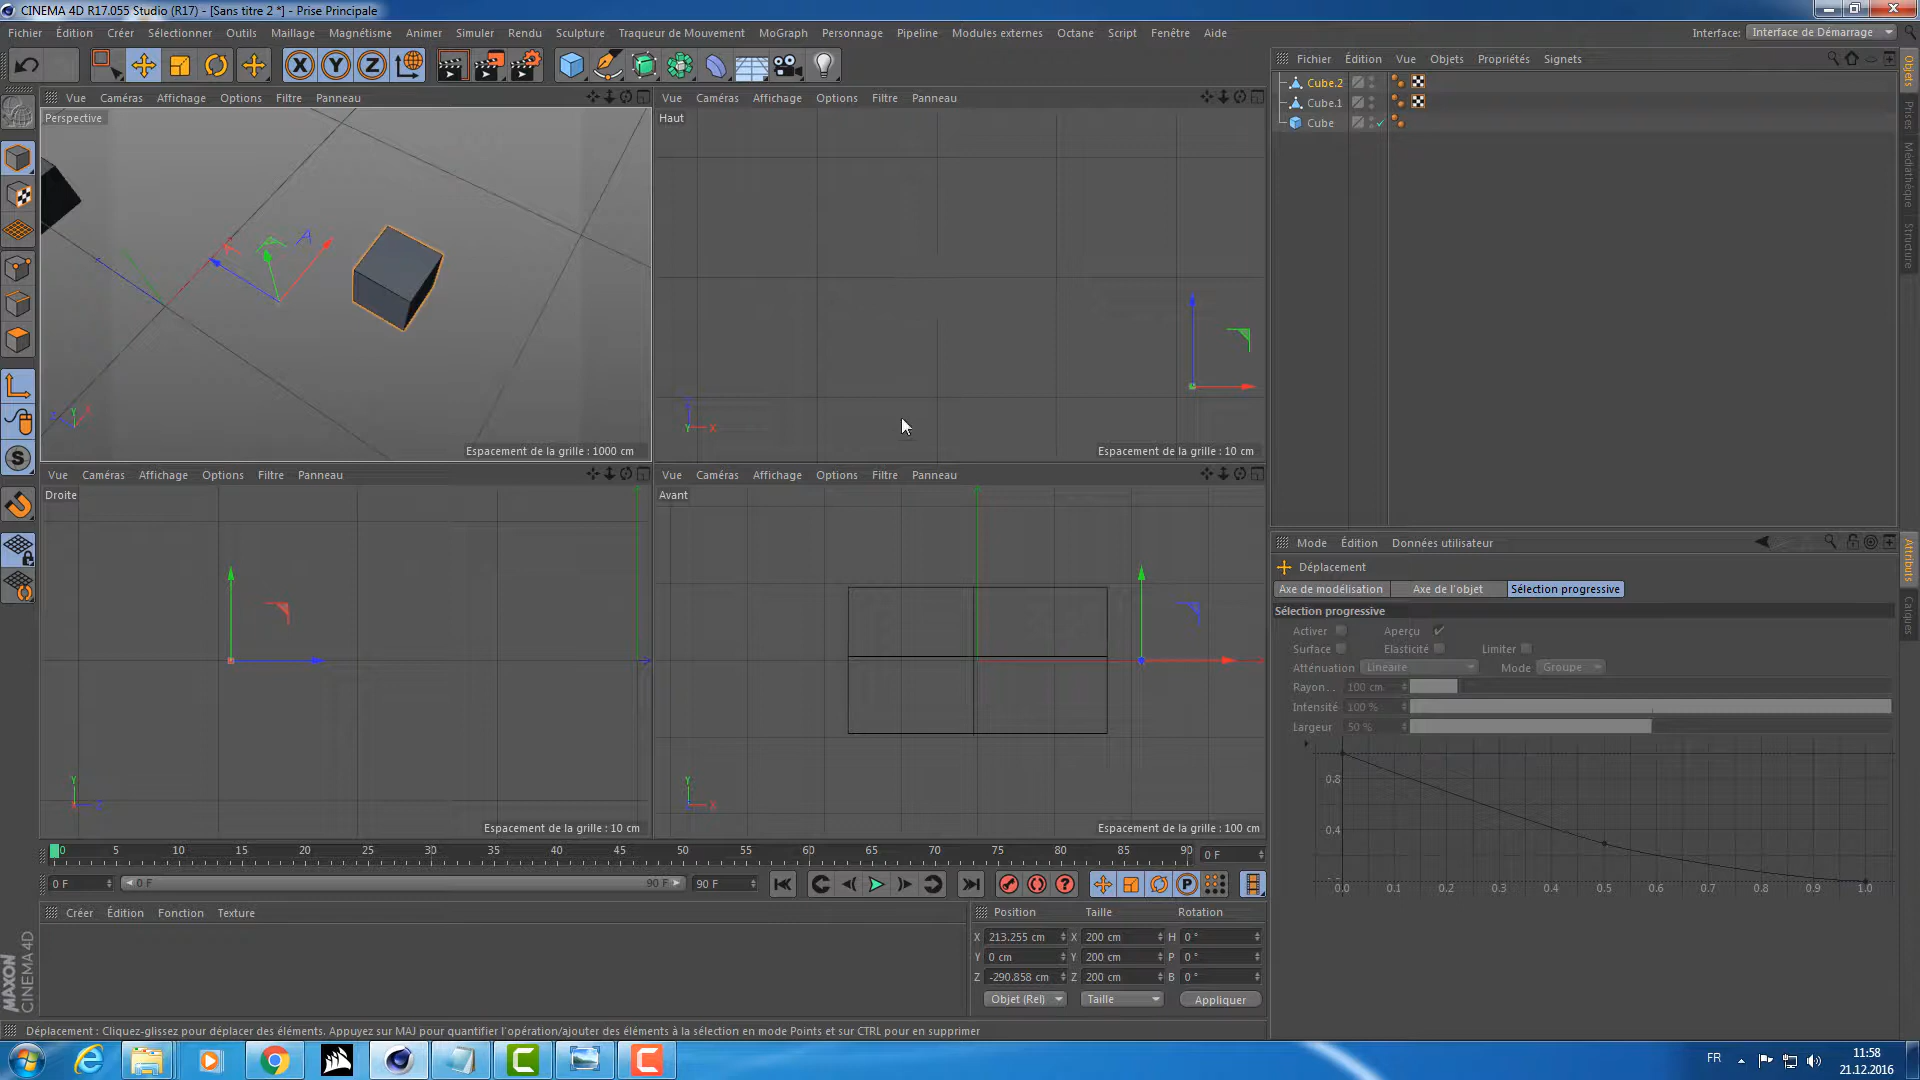 CINEMA 4D R17.055 Studio (R17) - [Sans titre 2 *] - Prise Principale
Fichier Édition Créer Sélectionner Outils Maillage Magnétisme Animer Simuler Rendu Sculpture Traqueur de Mouvement MoGraph Personnage Pipeline Modules externes Octane Script Fenêtre Aide Interface: Interface de Démarrage
X Y Z
Vue Caméras Affichage Options Filtre Panneau
Perspective
Espacement de la grille : 1000 cm
Vue Caméras Affichage Options Filtre Panneau
Haut
Espacement de la grille : 10 cm
Vue Caméras Affichage Options Filtre Panneau
Droite
Espacement de la grille : 10 cm
Vue Caméras Affichage Options Filtre Panneau
Avant
Espacement de la grille : 100 cm
Fichier Édition Vue Objets Propriétés Signets
Cube.2
Cube.1
Cube
Objets
Prises
Médiathèque
Structure
Mode Édition Données utilisateur
Déplacement
Axe de modélisation Axe de l'objet Sélection progressive
Sélection progressive
Activer Aperçu
Surface Elasticité Limiter
Atténuation Linéaire Mode Groupe
Rayon . . 100 cm
Intensité 100 %
Largeur 50 %
0.8
0.4
0.0 0.1 0.2 0.3 0.4 0.5 0.6 0.7 0.8 0.9 1.0
Attributs
Calques
0 5 10 15 20 25 30 35 40 45 50 55 60 65 70 75 80 85 90 0 F
0 F 0 F 90 F 90 F
Créer Édition Fonction Texture
Position Taille Rotation
X 213.255 cm X 200 cm H 0 °
Y 0 cm Y 200 cm P 0 °
Z -290.858 cm Z 200 cm B 0 °
Objet (Rel) Taille Appliquer
MAXON
CINEMA 4D
Déplacement : Cliquez-glissez pour déplacer des éléments. Appuyez sur MAJ pour quantifier l'opération/ajouter des éléments à la sélection en mode Points et sur CTRL pour en supprimer
FR
11:58
21.12.2016